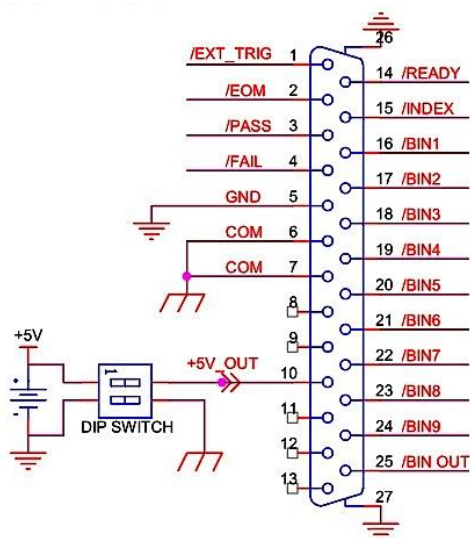 26
/EXT_TRIG 1
14 /READY
/EOM 2
15 /INDEX
/PASS 3
16 /BIN1
/FAIL 4
17 /BIN2
GND 5
18 /BIN3
COM 6
19 /BIN4
COM 7
20 /BIN5
8
21 /BIN6
9
22 /BIN7
+5V
+5V_OUT 10
23 /BIN8
1
11
24 /BIN9
DIP SWITCH
12
25 /BIN OUT
13
27